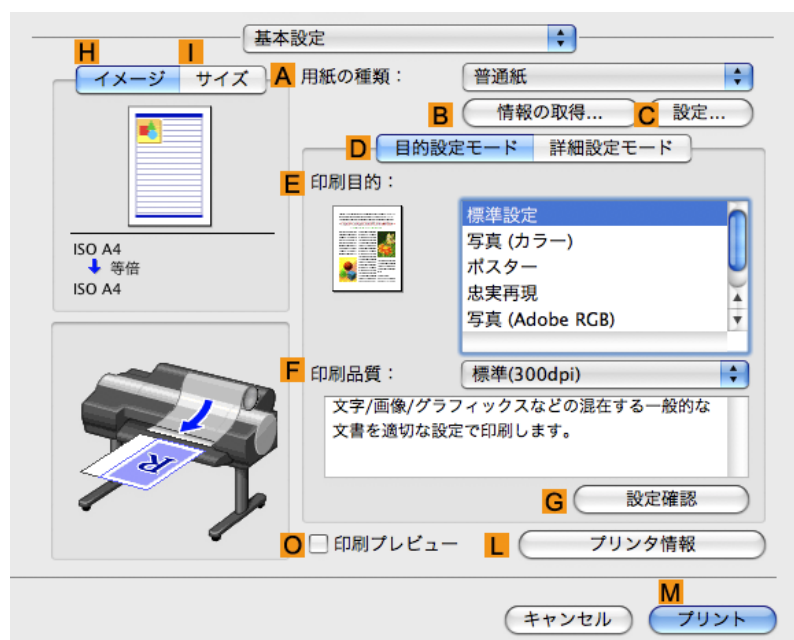 基本設定
H
I
イメージ サイズ
A 用紙の種類： 普通紙
B 情報の取得... C 設定...
D 目的設定モード 詳細設定モード
E 印刷目的：
標準設定
写真 (カラー)
ポスター
忠実再現
写真 (Adobe RGB)
ISO A4
等倍
ISO A4
F 印刷品質： 標準(300dpi)
文字/画像/グラフィックスなどの混在する一般的な
文書を適切な設定で印刷します。
R
G 設定確認
O 印刷プレビュー L プリンタ情報
M
キャンセル プリント